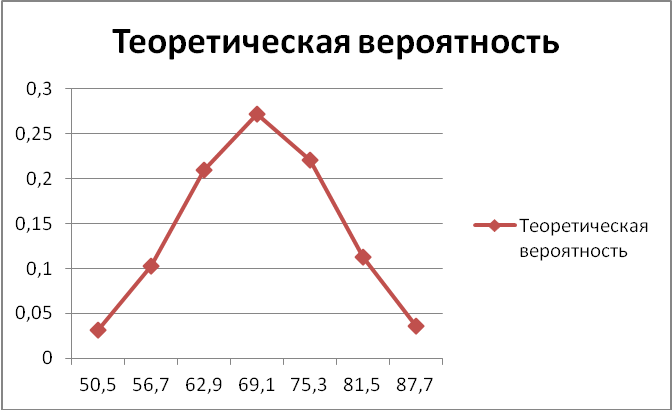 Теоретическая вероятность
0,3
0,25
0,2
0,15
0,1
0,05
0
50,5 56,7 62,9 69,1 75,3 81,5 87,7
Теоретическая
вероятность